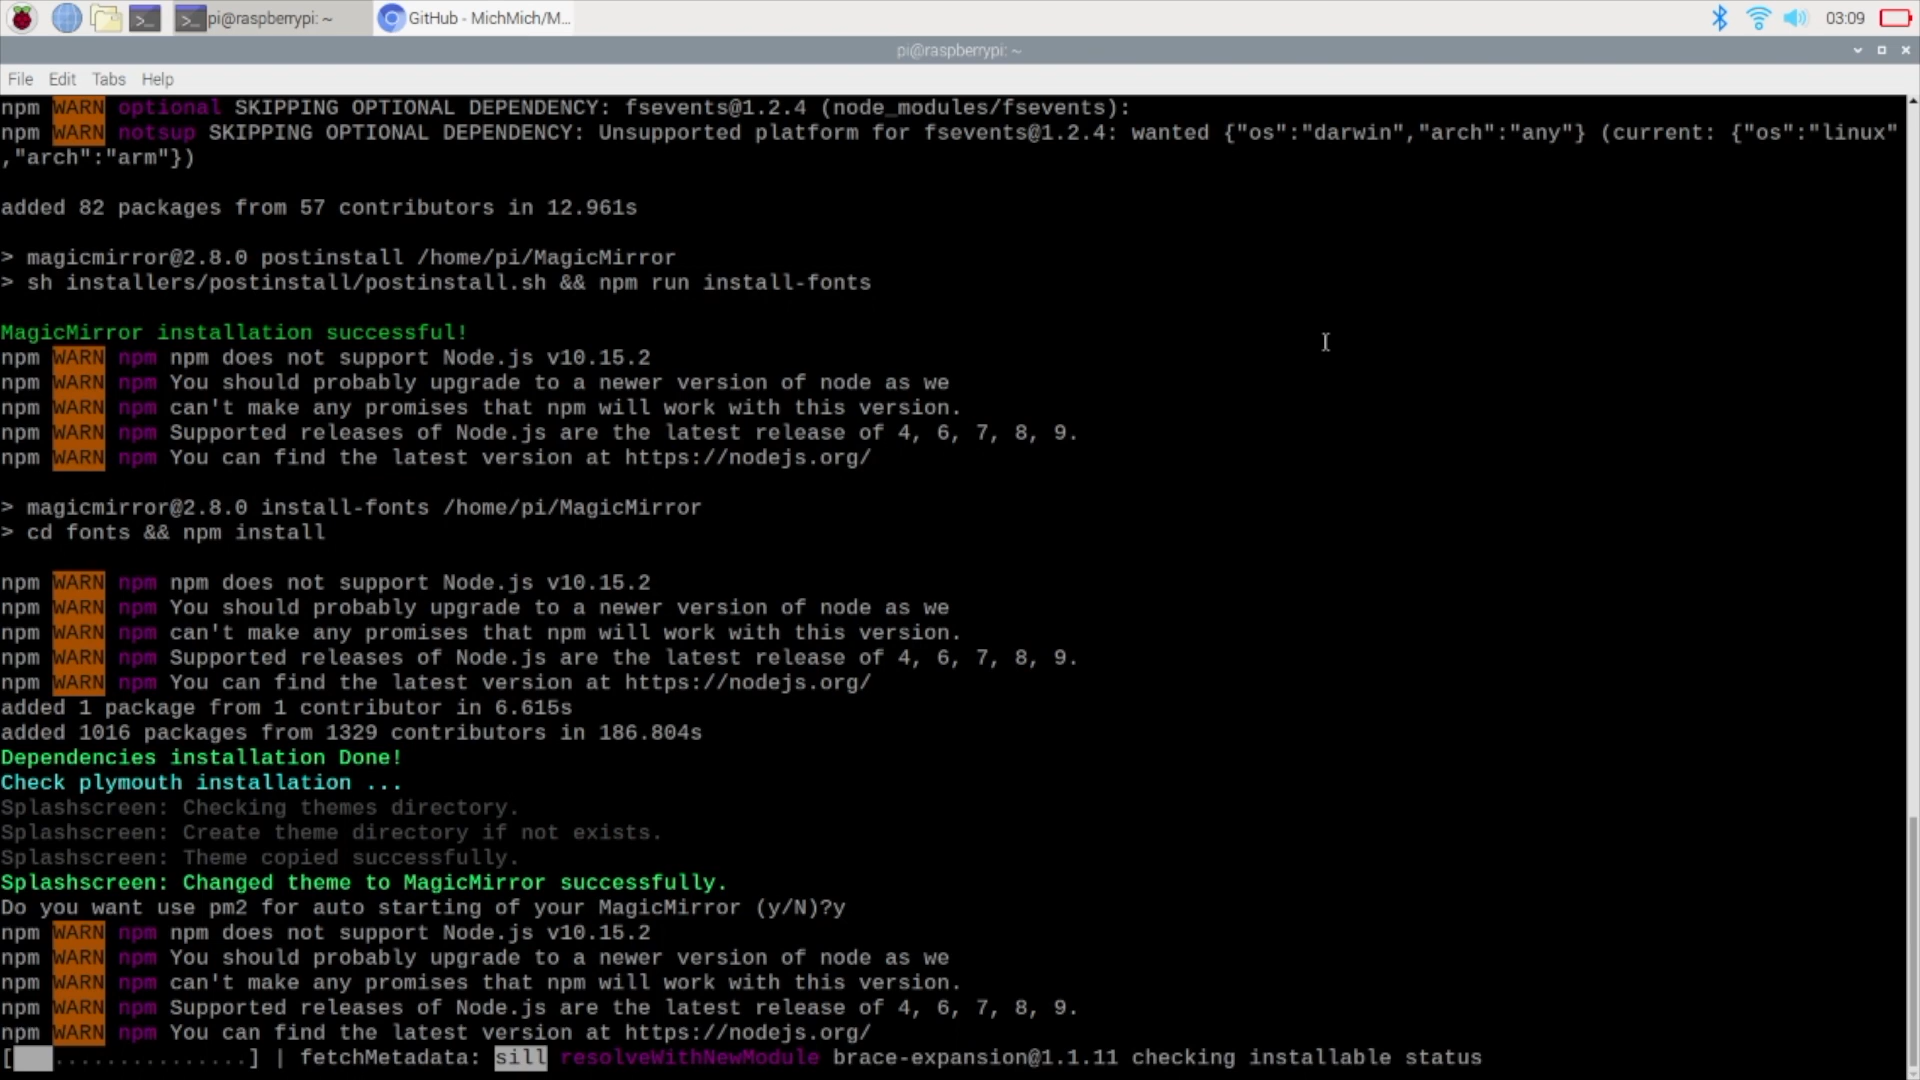 pi@raspberrypi: ~
GitHub - MichMich/M...
03:09
pi@raspberrypi: ~
File Edit Tabs Help
npm WARN optional SKIPPING OPTIONAL DEPENDENCY: fsevents@1.2.4 (node_modules/fsevents):
npm WARN notsup SKIPPING OPTIONAL DEPENDENCY: Unsupported platform for fsevents@1.2.4: wanted {"os":"darwin","arch":"any"} (current: {"os":"linux"
,"arch":"arm"})
added 82 packages from 57 contributors in 12.961s
> magicmirror@2.8.0 postinstall /home/pi/MagicMirror
> sh installers/postinstall/postinstall.sh && npm run install-fonts
MagicMirror installation successful!
npm WARN npm npm does not support Node.js v10.15.2
npm WARN npm You should probably upgrade to a newer version of node as we
npm WARN npm can't make any promises that npm will work with this version.
npm WARN npm Supported releases of Node.js are the latest release of 4, 6, 7, 8, 9.
npm WARN npm You can find the latest version at https://nodejs.org/
> magicmirror@2.8.0 install-fonts /home/pi/MagicMirror
> cd fonts && npm install
npm WARN npm npm does not support Node.js v10.15.2
npm WARN npm You should probably upgrade to a newer version of node as we
npm WARN npm can't make any promises that npm will work with this version.
npm WARN npm Supported releases of Node.js are the latest release of 4, 6, 7, 8, 9.
npm WARN npm You can find the latest version at https://nodejs.org/
added 1 package from 1 contributor in 6.615s
added 1016 packages from 1329 contributors in 186.804s
Dependencies installation Done!
Check plymouth installation ...
Splashscreen: Checking themes directory.
Splashscreen: Create theme directory if not exists.
Splashscreen: Theme copied successfully.
Splashscreen: Changed theme to MagicMirror successfully.
Do you want use pm2 for auto starting of your MagicMirror (y/N)?y
npm WARN npm npm does not support Node.js v10.15.2
npm WARN npm You should probably upgrade to a newer version of node as we
npm WARN npm can't make any promises that npm will work with this version.
npm WARN npm Supported releases of Node.js are the latest release of 4, 6, 7, 8, 9.
npm WARN npm You can find the latest version at https://nodejs.org/
[   ...............] | fetchMetadata: sill resolveWithNewModule brace-expansion@1.1.11 checking installable status